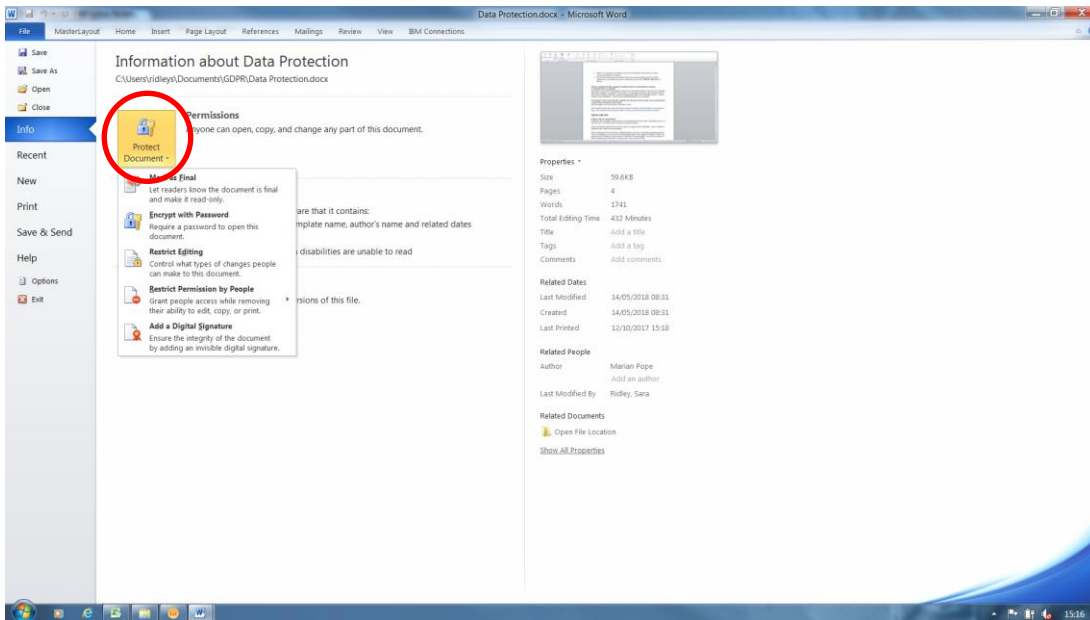 Data Protection.docx - Microsoft Word
File MasterLayout Home Insert Page Layout References Mailings Review View BIM Connections
Save
Save As
Open
Close
Info
Recent
New
Print
Save & Send
Help
Options
Exit
Information about Data Protection
C:\Users\ridleys\Documents\GDPR\Data Protection.docx
Permissions
Anyone can open, copy, and change any part of this document.
Protect
Document
Mark as Final
Let readers know the document is final
and make it read-only.
Encrypt with Password
Require a password to open this
document.
Restrict Editing
Control what types of changes people
can make to this document.
Restrict Permission by People
Grant people access while removing
their ability to edit, copy, or print.
Add a Digital Signature
Ensure the integrity of the document
by adding an invisible digital signature.
are that it contains:
mplate name, author's name and related dates
disabilities are unable to read
rsions of this file.
Properties
Size 59.6KB
Pages 4
Words 1741
Total Editing Time 432 Minutes
Title Add a title
Tags Add a tag
Comments Add comments
Related Dates
Last Modified 14/05/2018 08:31
Created 14/05/2018 08:31
Last Printed 12/10/2017 15:18
Related People
Author Marian Pope
Add an author
Last Modified By Ridley, Sara
Related Documents
Open File Location
Show All Properties
15:16